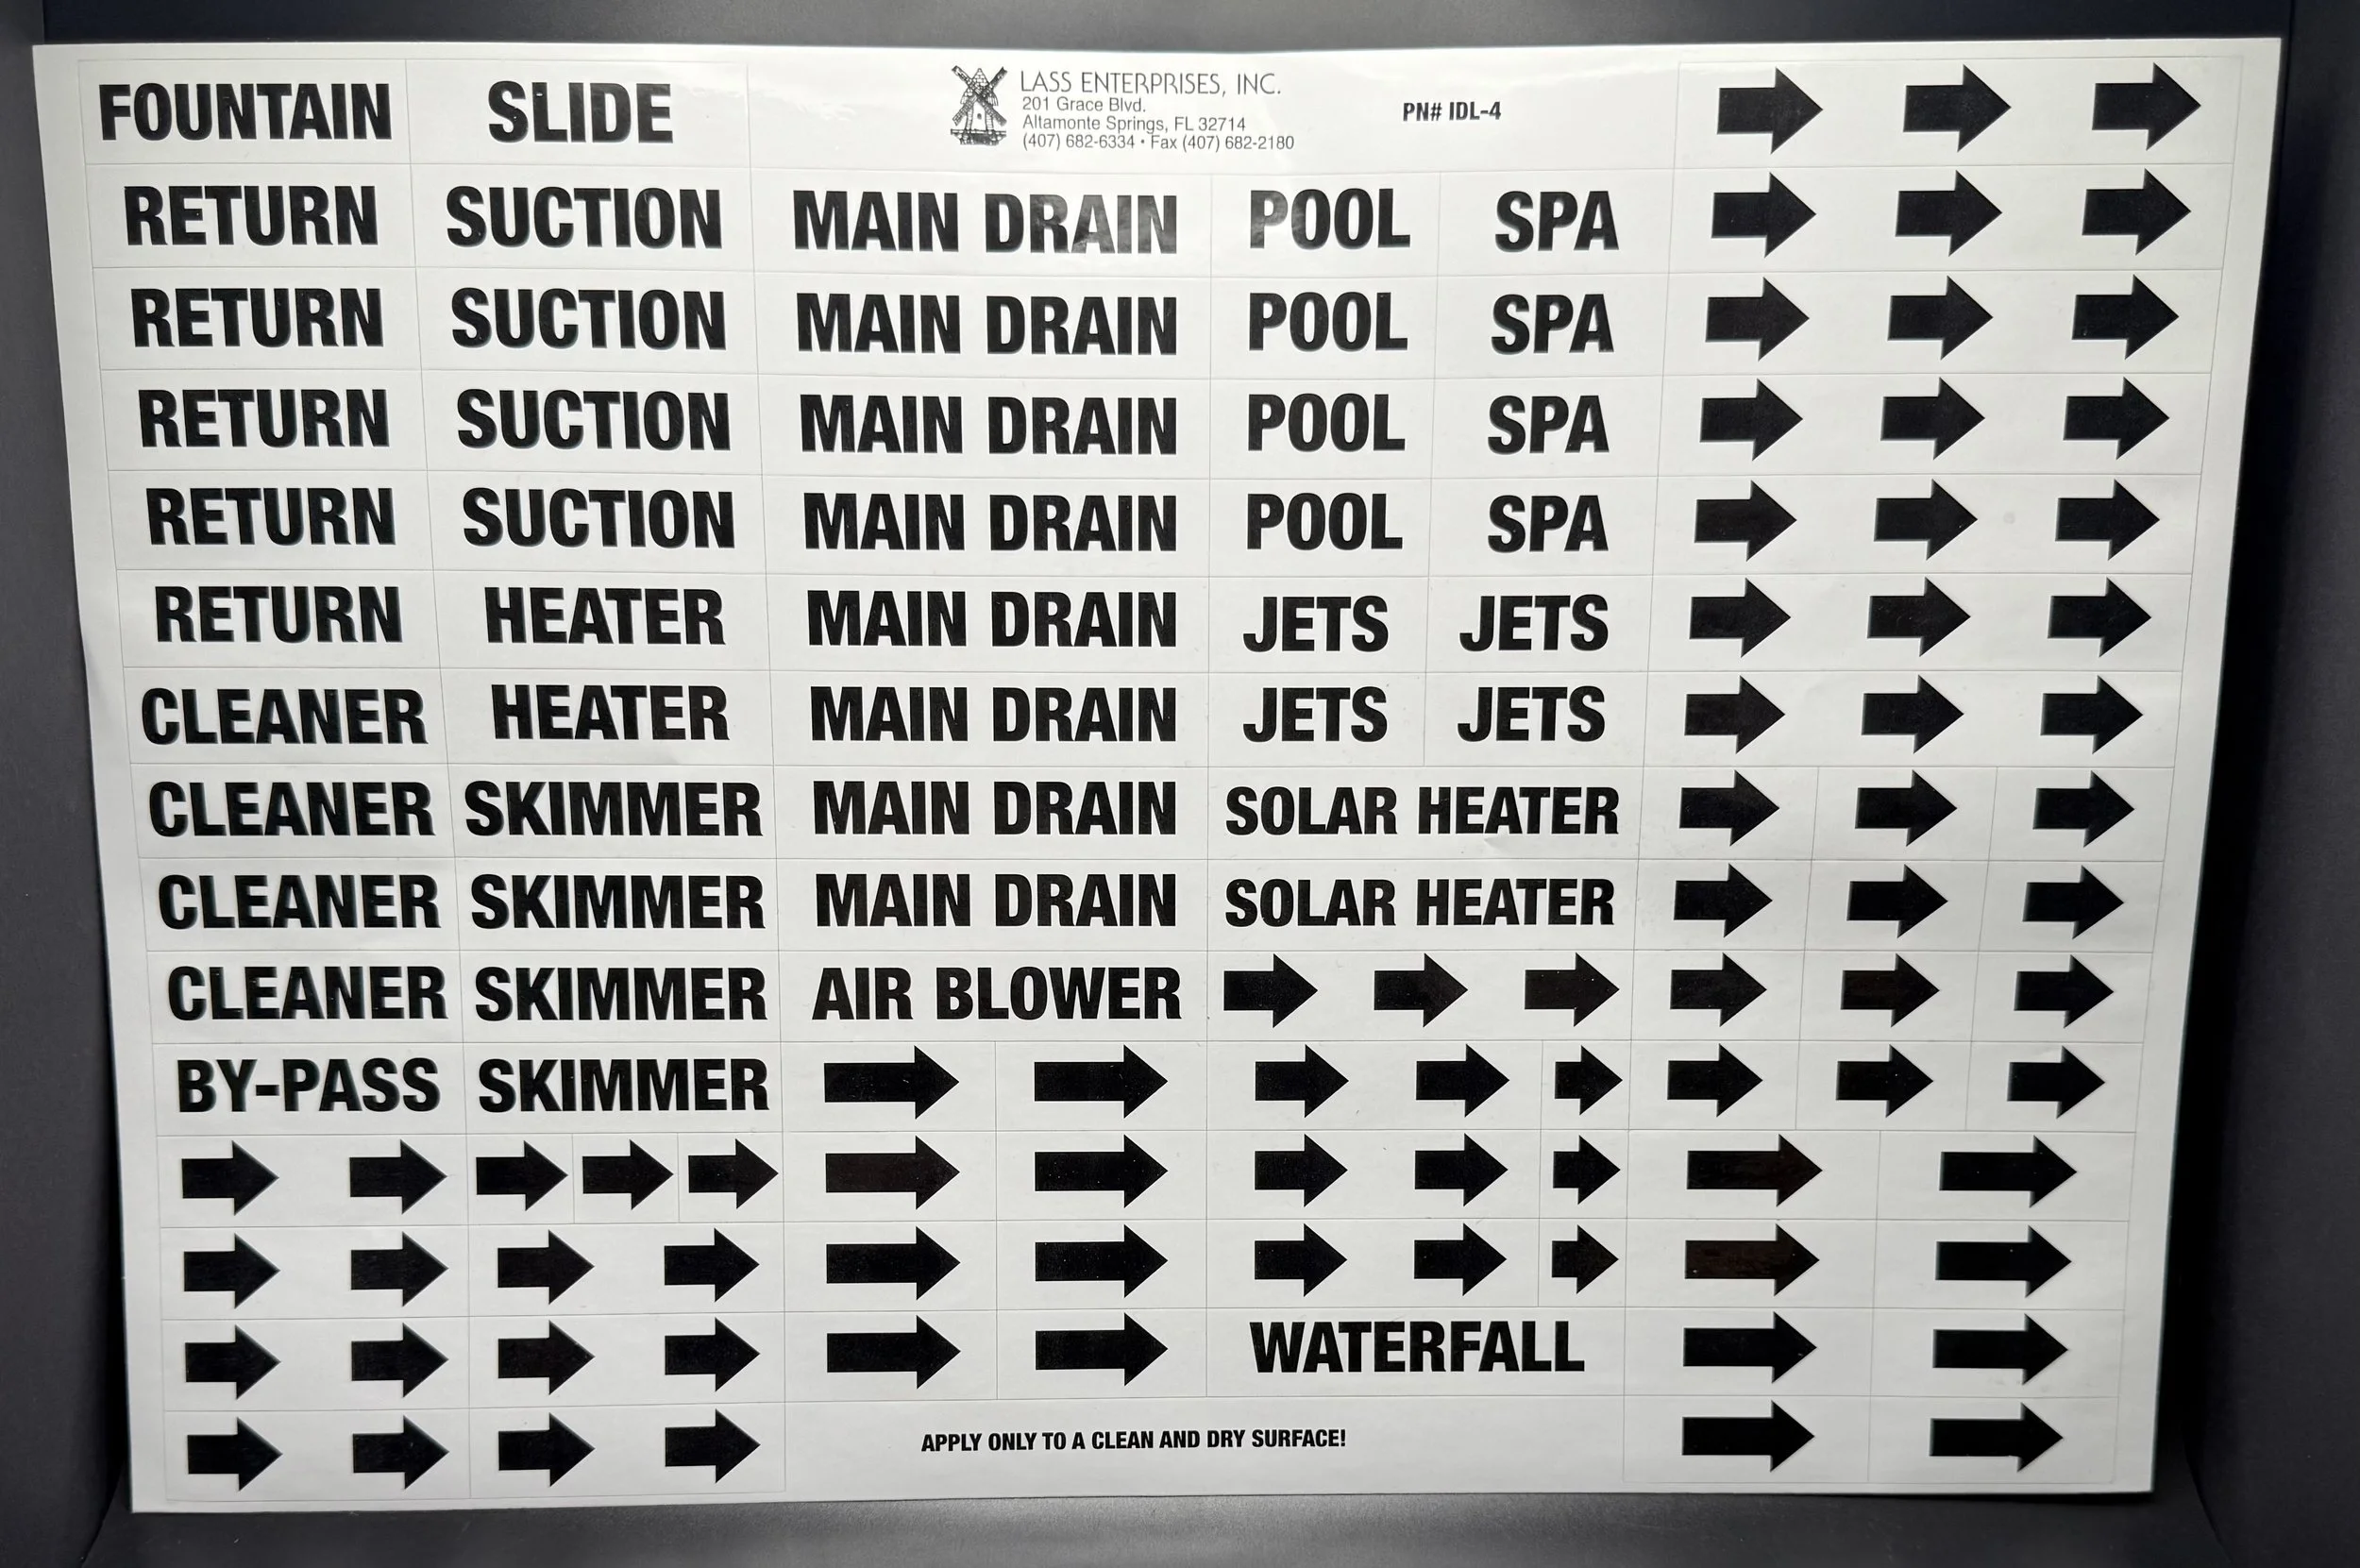 FOUNTAIN SLIDE LASS ENTERPRISES, INC.
201 Grace Blvd.
Altamonte Springs, FL 32714
(407) 682-6334 • Fax (407) 682-2180
PN# IDL-4
RETURN SUCTION MAIN DRAIN POOL SPA
RETURN SUCTION MAIN DRAIN POOL SPA
RETURN SUCTION MAIN DRAIN POOL SPA
RETURN SUCTION MAIN DRAIN POOL SPA
RETURN HEATER MAIN DRAIN JETS JETS
CLEANER HEATER MAIN DRAIN JETS JETS
CLEANER SKIMMER MAIN DRAIN SOLAR HEATER
CLEANER SKIMMER MAIN DRAIN SOLAR HEATER
CLEANER SKIMMER AIR BLOWER
BY-PASS SKIMMER
WATERFALL
APPLY ONLY TO A CLEAN AND DRY SURFACE!